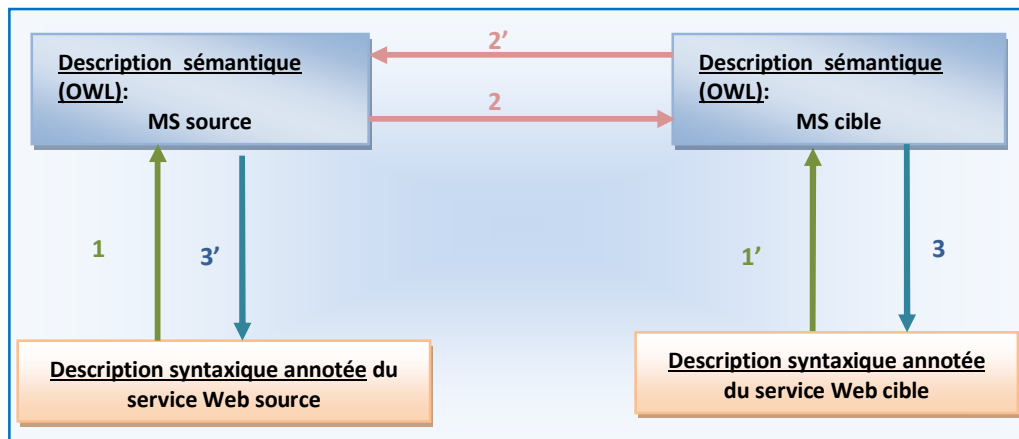 Description sémantique
(OWL):
MS source
2’
2
Description sémantique
(OWL):
MS cible
1
3’
1’
3
Description syntaxique annotée du
service Web source
Description syntaxique annotée
du service Web cible